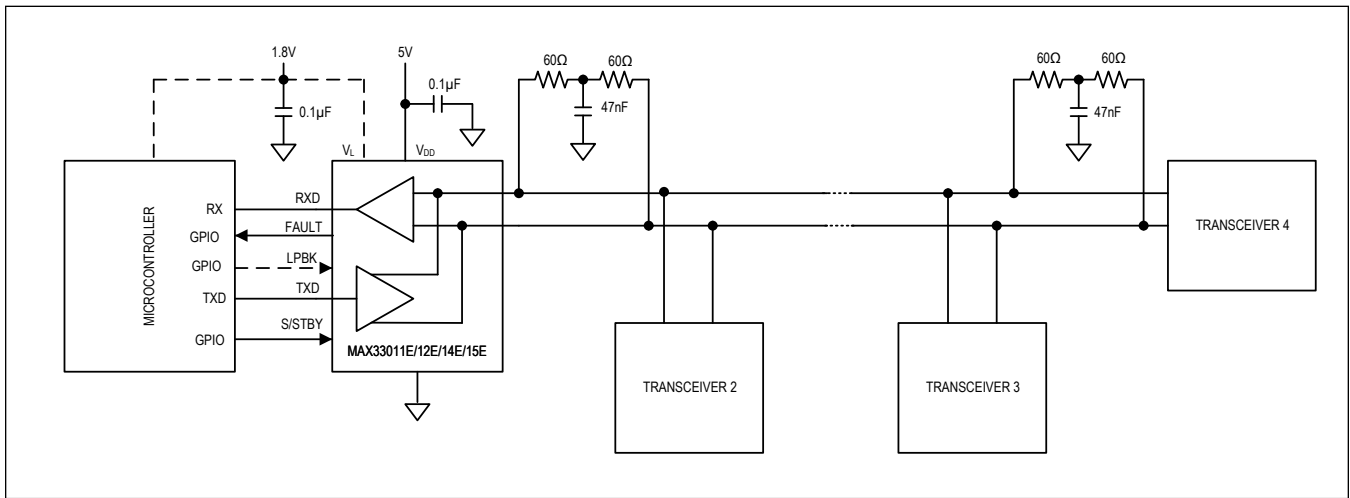 1.8V
5V
60Ω
60Ω
60Ω
60Ω
0.1µF
0.1µF
47nF
47nF
VL
VDD
MICROCONTROLLER
RX
RXD
GPIO
FAULT
GPIO
LPBK
TXD
TXD
GPIO
S/STBY
MAX33011E/12E/14E/15E
TRANSCEIVER 2
TRANSCEIVER 3
TRANSCEIVER 4